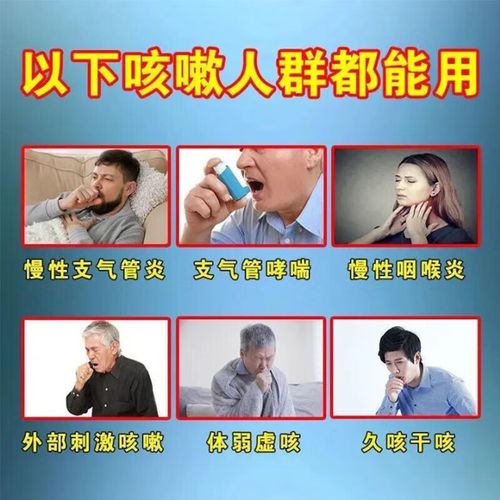 以下咳嗽人群都能用
慢性支气管炎
支气管哮喘
慢性咽喉炎
外部刺激咳嗽
体弱虚咳
久咳干咳